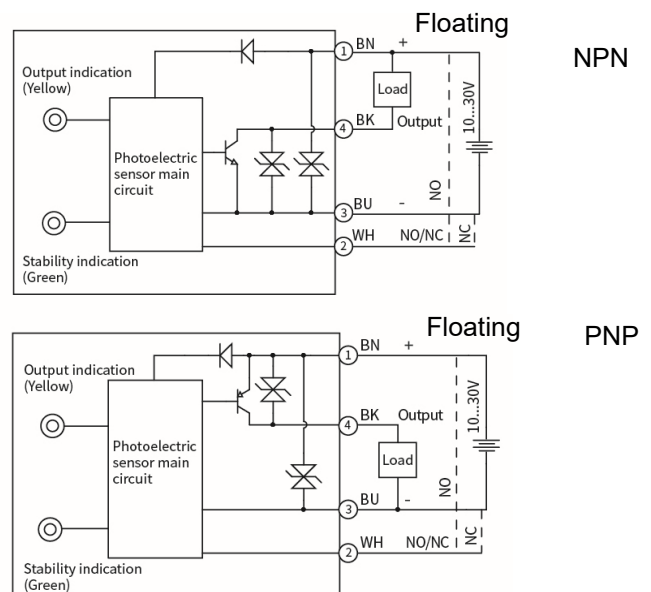 Floating
NPN
1 BN +
Output indication
(Yellow)
Load
10...30V
4 BK Output
Photoelectric
sensor main
circuit
NO
3 BU -
2 WH NO/NC NC
Stability indication
(Green)
Floating
PNP
1 BN +
Output indication
(Yellow)
10...30V
4 BK Output
Photoelectric
sensor main
circuit
Load
NO
3 BU -
2 WH NO/NC NC
Stability indication
(Green)